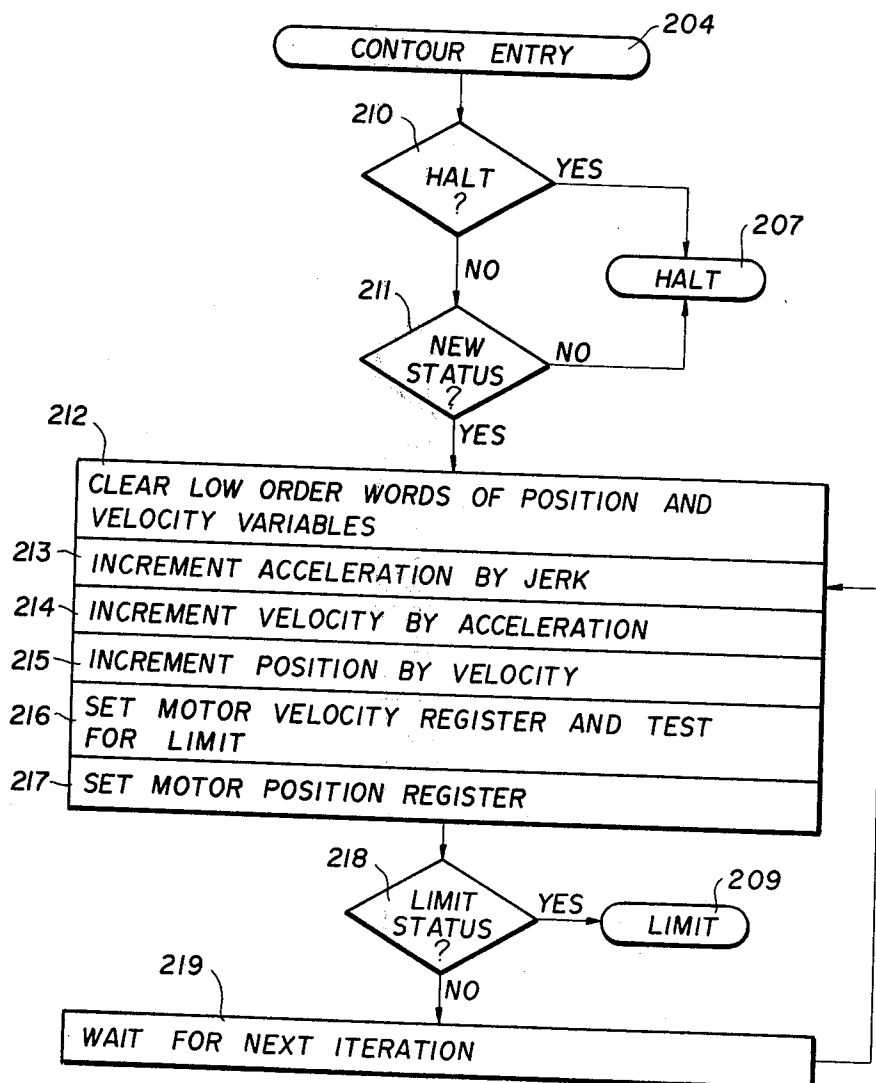 CONTOUR ENTRY
204
210
HALT
?
YES
207
HALT
NO
211
NEW
STATUS
?
NO
YES
212
CLEAR LOW ORDER WORDS OF POSITION AND
VELOCITY VARIABLES
213
INCREMENT ACCELERATION BY JERK
214
INCREMENT VELOCITY BY ACCELERATION
215
INCREMENT POSITION BY VELOCITY
216
SET MOTOR VELOCITY REGISTER AND TEST
FOR LIMIT
217
SET MOTOR POSITION REGISTER
218
LIMIT
STATUS
?
YES
209
LIMIT
NO
219
WAIT FOR NEXT ITERATION